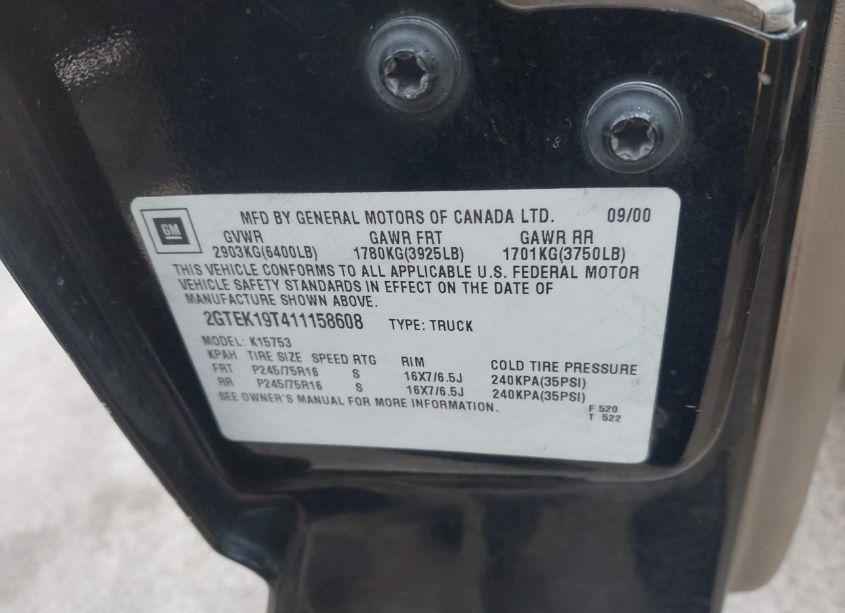 GM
MFD BY GENERAL MOTORS OF CANADA LTD. 09/00
GVWR GAWR FRT GAWR RR
2903KG(6400LB) 1780KG(3925LB) 1701KG(3750LB)
THIS VEHICLE CONFORMS TO ALL APPLICABLE U.S. FEDERAL MOTOR
VEHICLE SAFETY STANDARDS IN EFFECT ON THE DATE OF
MANUFACTURE SHOWN ABOVE.
2GTEK19T411158608 TYPE: TRUCK
MODEL: K15753
KPAH TIRE SIZE SPEED RTG RIM COLD TIRE PRESSURE
FRT P245/75R16 S 16X7/6.5J 240KPA(35PSI)
RR P245/75R16 S 16X7/6.5J 240KPA(35PSI)
SEE OWNER'S MANUAL FOR MORE INFORMATION. F 520
T 522